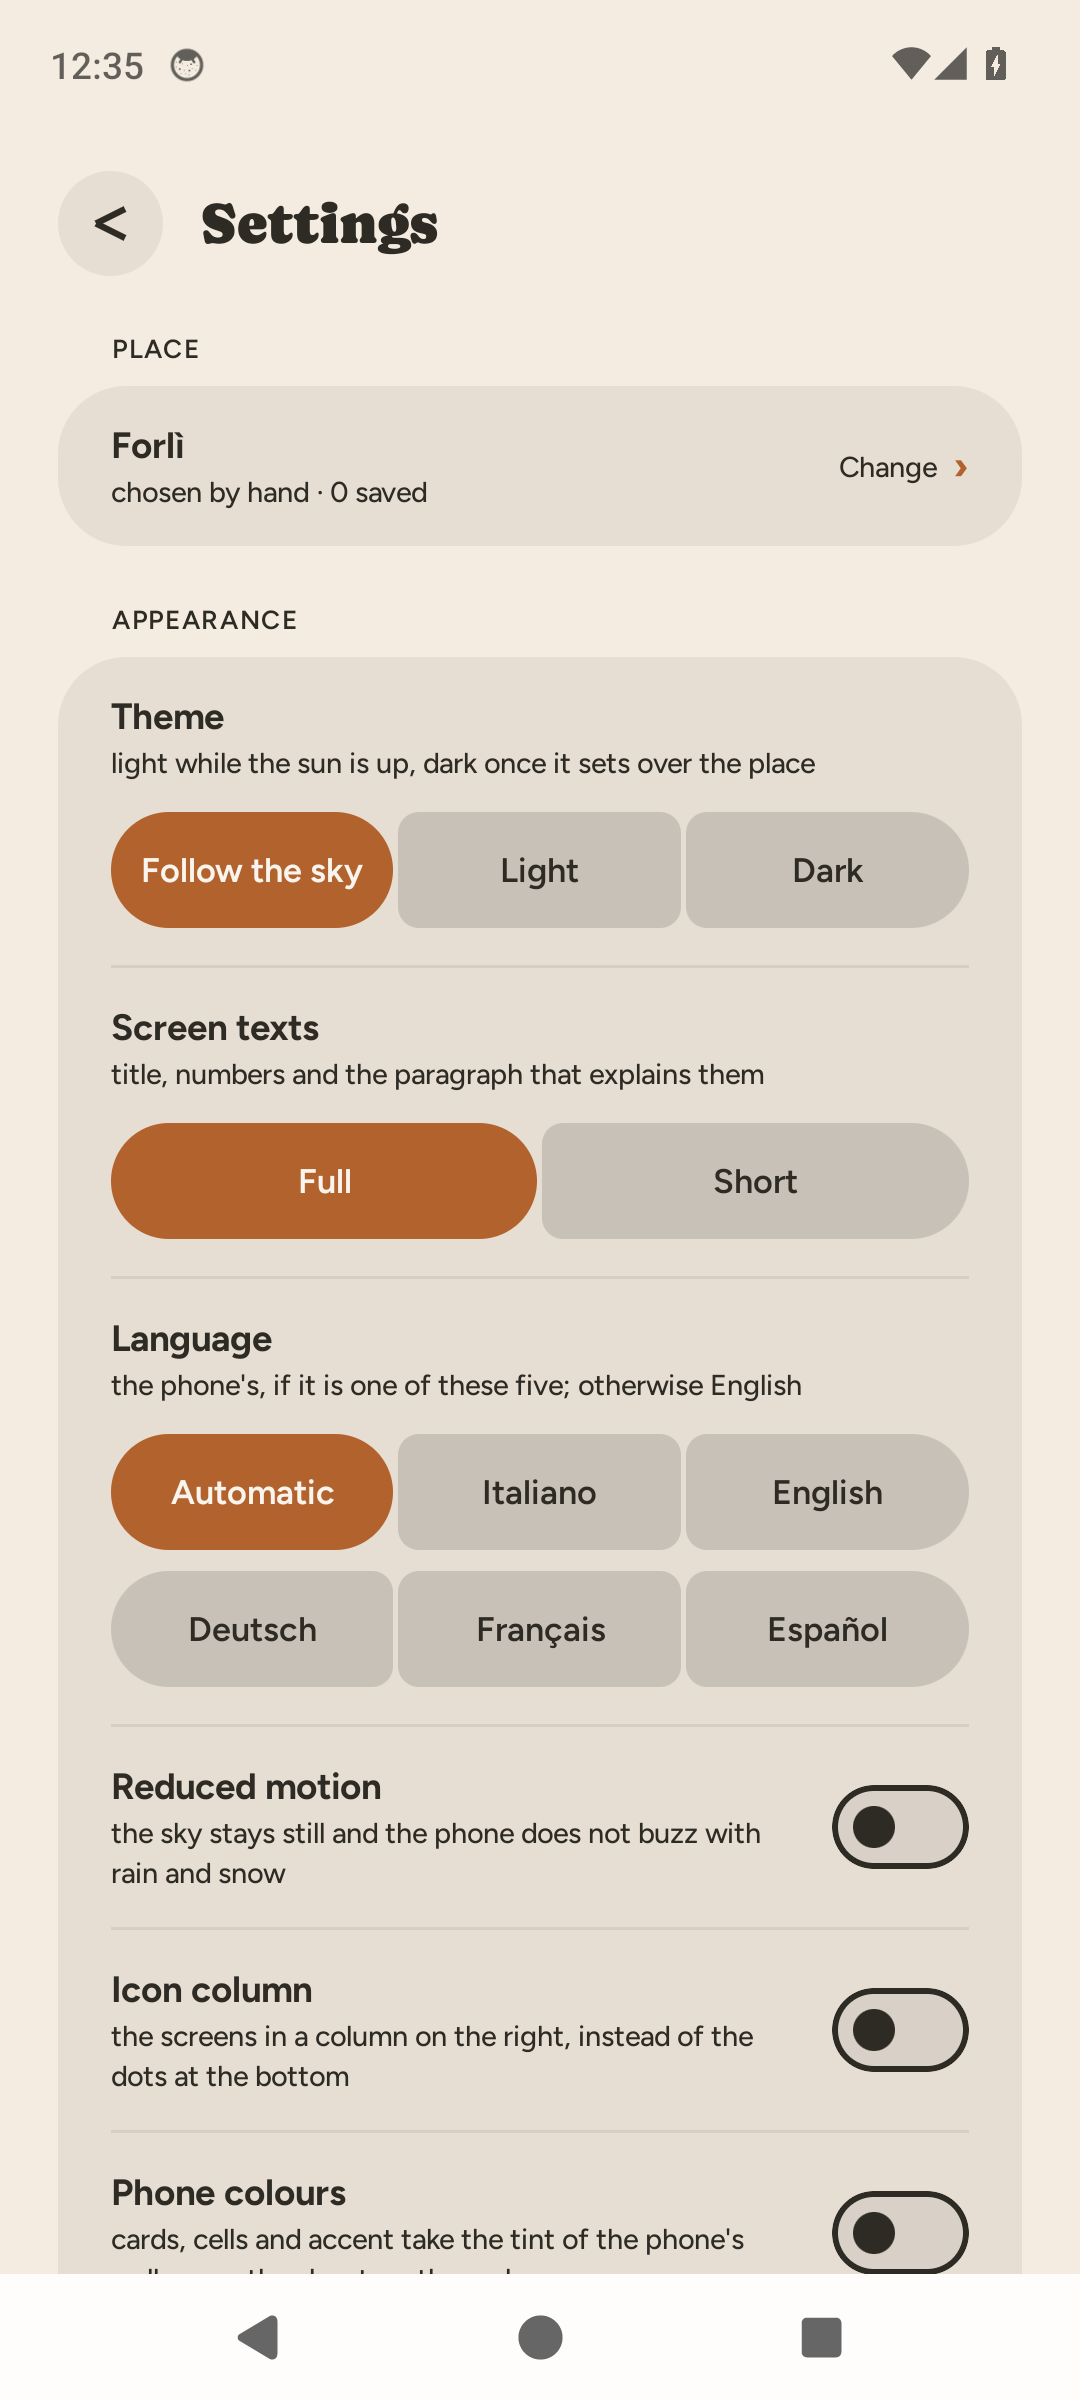 12:35
Settings
PLACE
Forlì
chosen by hand · 0 saved
Change ›
APPEARANCE
Theme
light while the sun is up, dark once it sets over the place
Follow the sky
Light
Dark
Screen texts
title, numbers and the paragraph that explains them
Full
Short
Language
the phone's, if it is one of these five; otherwise English
Automatic
Italiano
English
Deutsch
Français
Español
Reduced motion
the sky stays still and the phone does not buzz with
rain and snow
Icon column
the screens in a column on the right, instead of the
dots at the bottom
Phone colours
cards, cells and accent take the tint of the phone's